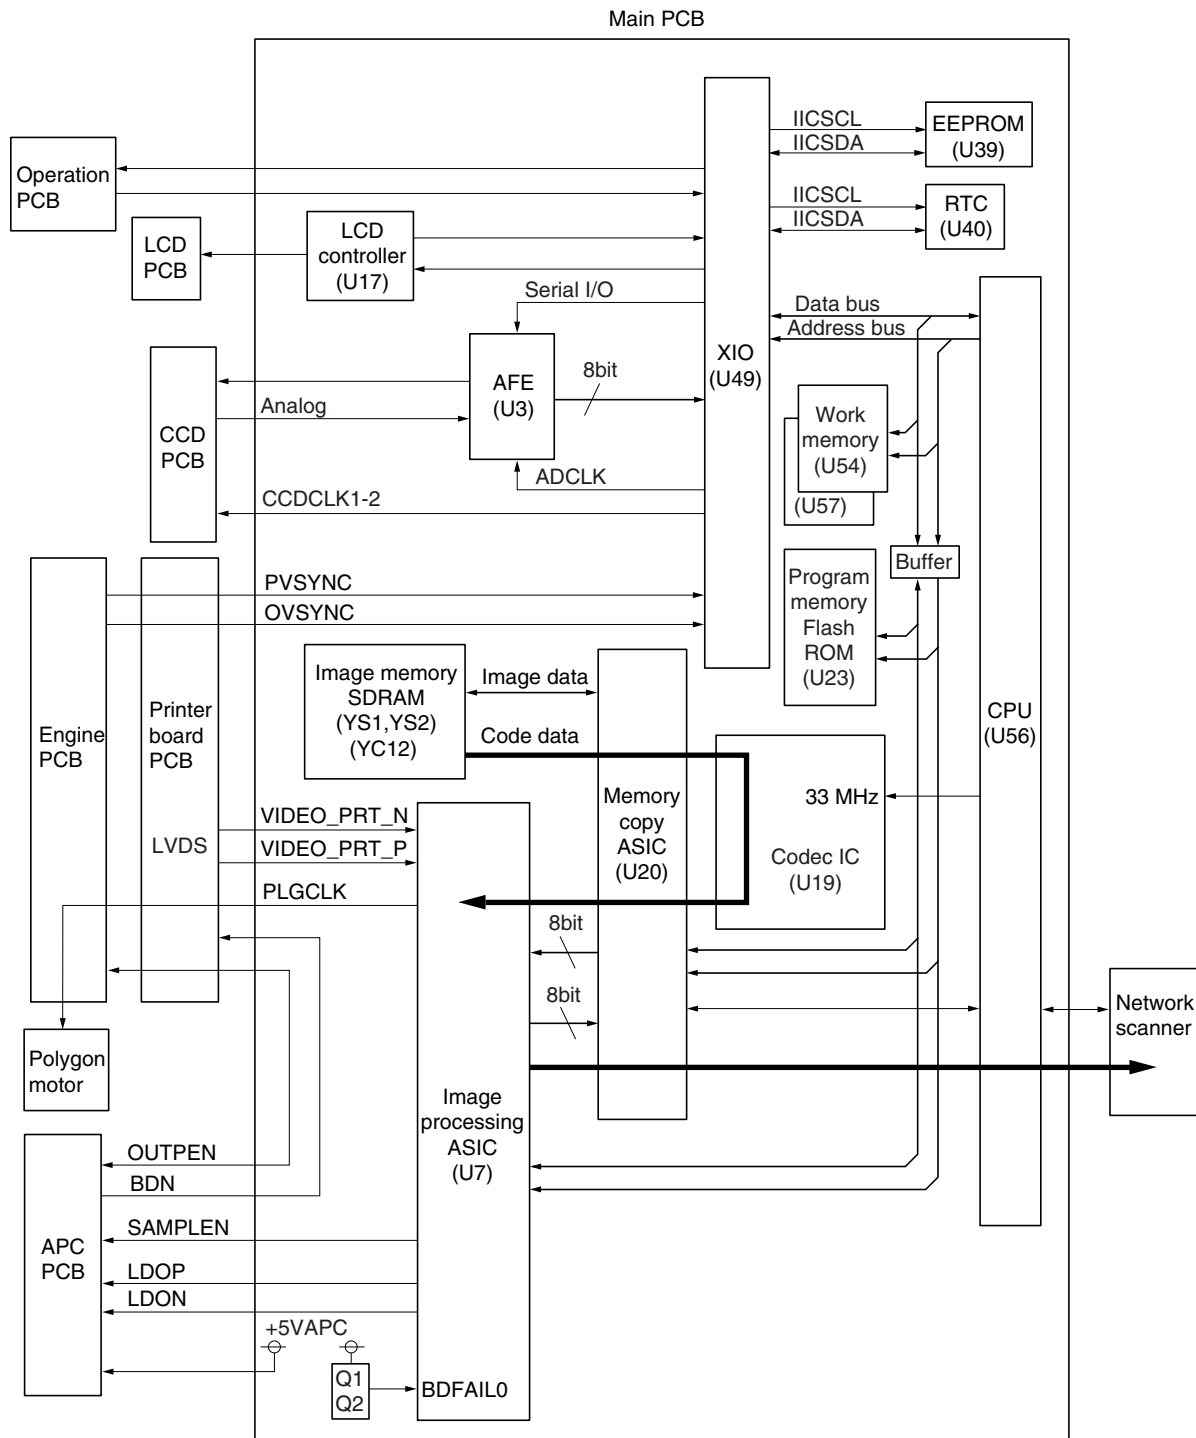 Main PCB
Operation
PCB
LCD
PCB
LCD
controller
(U17)
IICSCL
IICSDA
EEPROM
(U39)
IICSCL
IICSDA
RTC
(U40)
Serial I/O
Data bus
Address bus
XIO
(U49)
CCD
PCB
Analog
AFE
(U3)
8bit
ADCLK
CCDCLK1-2
Work
memory
(U54)
(U57)
Buffer
Program
memory
Flash
ROM
(U23)
PVSYNC
OVSYNC
Engine
PCB
Printer
board
PCB
LVDS
Image memory
SDRAM
(YS1,YS2)
(YC12)
Image data
Code data
CPU
(U56)
Memory
copy
ASIC
(U20)
33 MHz
Codec IC
(U19)
VIDEO_PRT_N
VIDEO_PRT_P
PLGCLK
8bit
8bit
Network
scanner
Polygon
motor
Image
processing
ASIC
(U7)
OUTPEN
BDN
SAMPLEN
LDOP
LDON
APC
PCB
+5VAPC
Q1
Q2
BDFAIL0